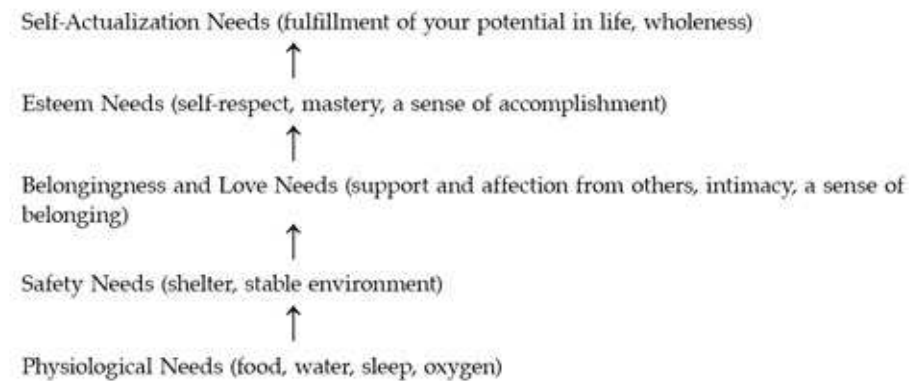 Self-Actualization Needs (fulfillment of your potential in life, wholeness)
Esteem Needs (self-respect, mastery, a sense of accomplishment)
Belongingness and Love Needs (support and affection from others, intimacy, a sense of
belonging)
Safety Needs (shelter, stable environment)
Physiological Needs (food, water, sleep, oxygen)